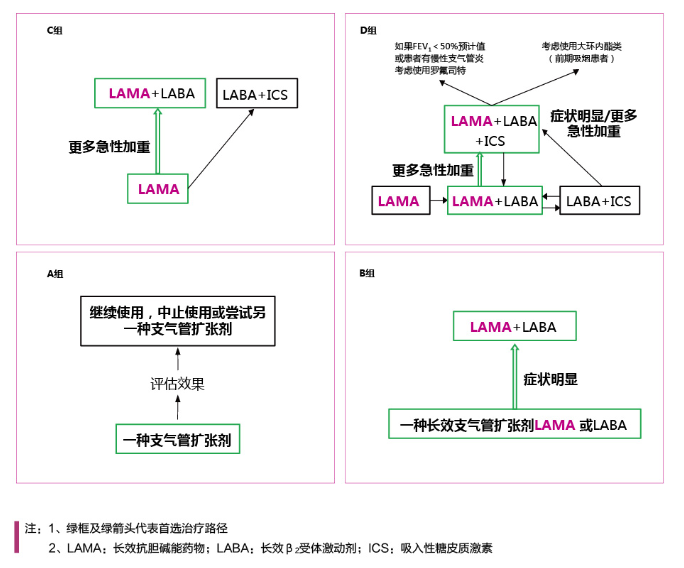 C组
LAMA+LABA
LABA+ICS
更多急性加重
LAMA
D组
如果FEV₁＜50%预计值
或患者有慢性支气管炎
考虑使用罗氟司特
考虑使用大环内酯类
（前期吸烟患者）
LAMA+LABA
+ICS
症状明显/更多
急性加重
更多急性加重
LAMA
LAMA+LABA
LABA+ICS
A组
继续使用，中止使用或尝试另
一种支气管扩张剂
评估效果
一种支气管扩张剂
B组
LAMA+LABA
症状明显
一种长效支气管扩张剂LAMA 或LABA
注：1、绿框及绿箭头代表首选治疗路径
2、LAMA：长效抗胆碱能药物；LABA：长效β₂受体激动剂；ICS：吸入性糖皮质激素